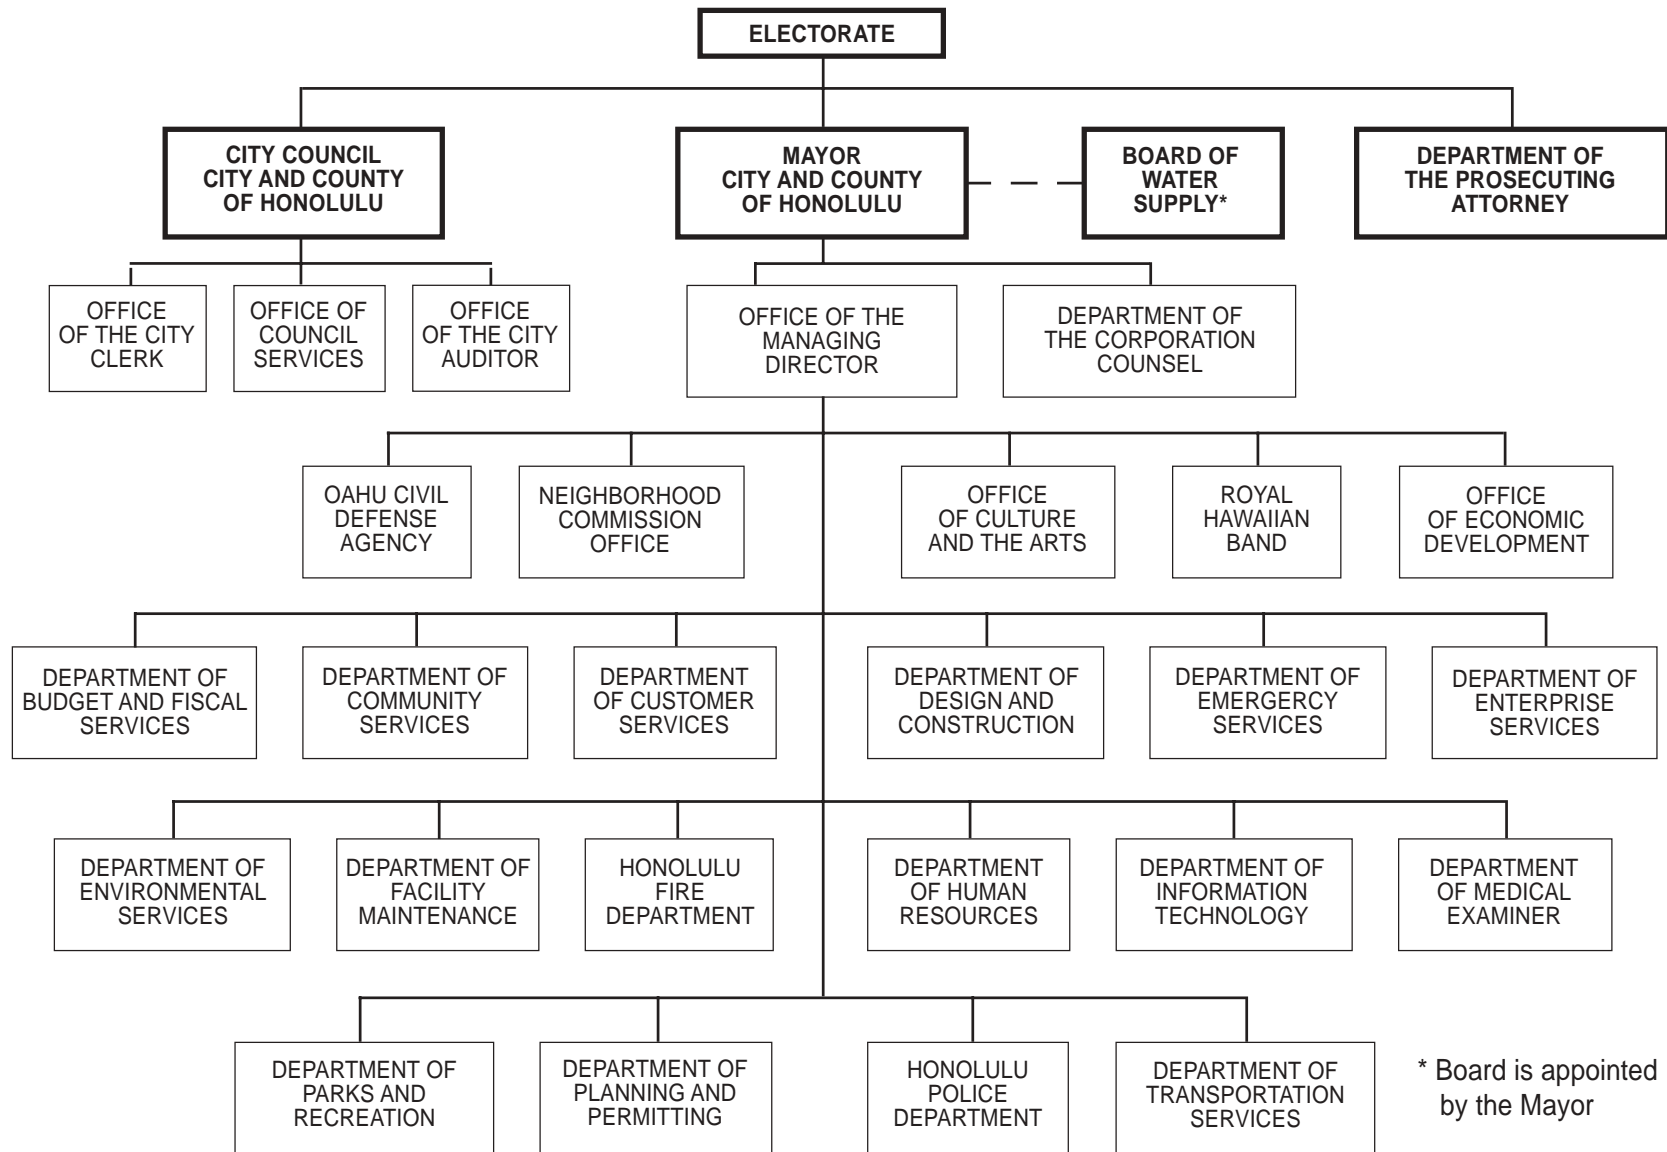 ELECTORATE
CITY COUNCIL
CITY AND COUNTY
OF HONOLULU
MAYOR
CITY AND COUNTY
OF HONOLULU
BOARD OF
WATER
SUPPLY*
DEPARTMENT OF
THE PROSECUTING
ATTORNEY
OFFICE
OF THE CITY
CLERK
OFFICE OF
COUNCIL
SERVICES
OFFICE
OF THE CITY
AUDITOR
OFFICE OF THE
MANAGING
DIRECTOR
DEPARTMENT OF
THE CORPORATION
COUNSEL
OAHU CIVIL
DEFENSE
AGENCY
NEIGHBORHOOD
COMMISSION
OFFICE
OFFICE
OF CULTURE
AND THE ARTS
ROYAL
HAWAIIAN
BAND
OFFICE
OF ECONOMIC
DEVELOPMENT
DEPARTMENT OF
BUDGET AND FISCAL
SERVICES
DEPARTMENT OF
COMMUNITY
SERVICES
DEPARTMENT
OF CUSTOMER
SERVICES
DEPARTMENT OF
DESIGN AND
CONSTRUCTION
DEPARTMENT OF
EMERGERCY
SERVICES
DEPARTMENT OF
ENTERPRISE
SERVICES
DEPARTMENT OF
ENVIRONMENTAL
SERVICES
DEPARTMENT OF
FACILITY
MAINTENANCE
HONOLULU
FIRE
DEPARTMENT
DEPARTMENT
OF HUMAN
RESOURCES
DEPARTMENT OF
INFORMATION
TECHNOLOGY
DEPARTMENT
OF MEDICAL
EXAMINER
DEPARTMENT OF
PARKS AND
RECREATION
DEPARTMENT OF
PLANNING AND
PERMITTING
HONOLULU
POLICE
DEPARTMENT
DEPARTMENT OF
TRANSPORTATION
SERVICES
* Board is appointed
by the Mayor